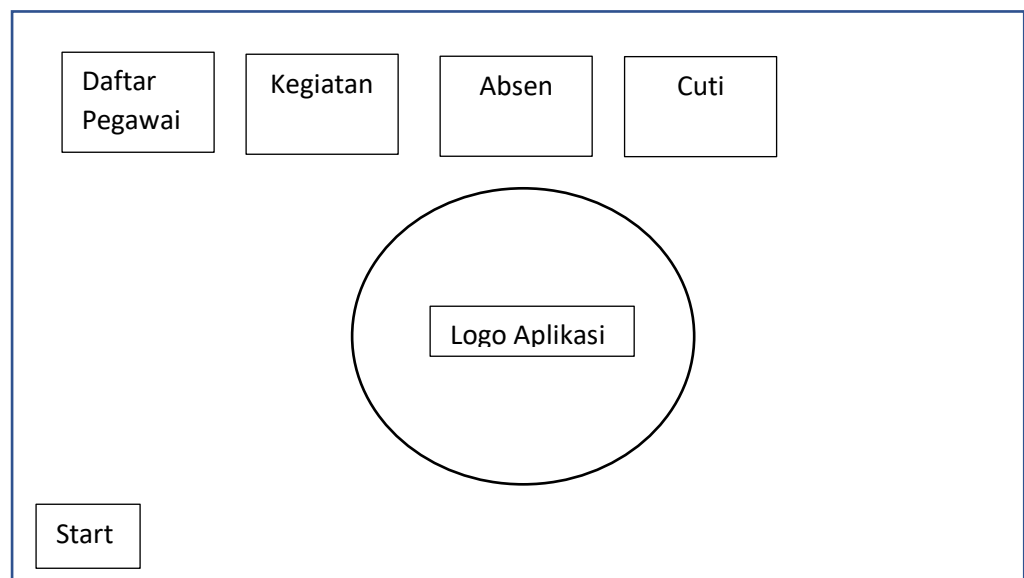 Daftar
Pegawai
Kegiatan
Absen
Cuti
Logo Aplikasi
Start